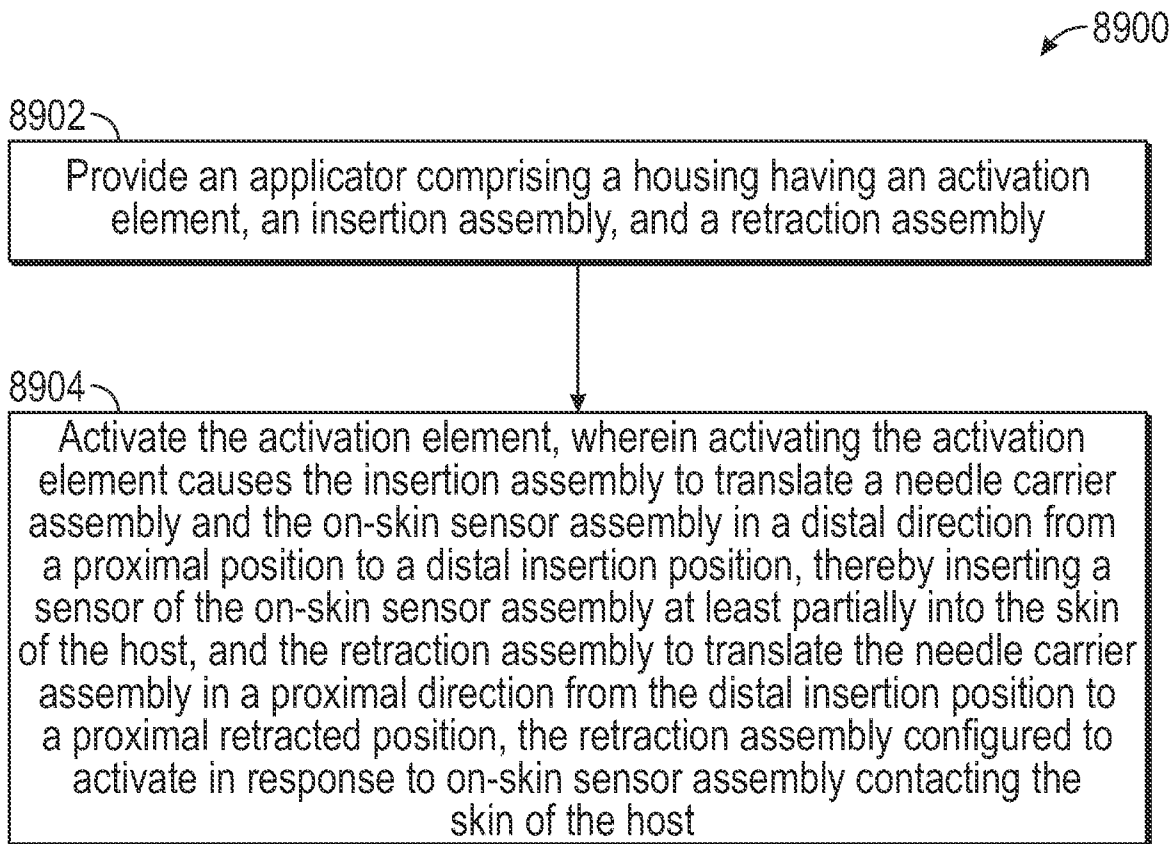 8900
8902
Provide an applicator comprising a housing having an activation
element, an insertion assembly, and a retraction assembly
8904
Activate the activation element, wherein activating the activation
element causes the insertion assembly to translate a needle carrier
assembly and the on-skin sensor assembly in a distal direction from
a proximal position to a distal insertion position, thereby inserting a
sensor of the on-skin sensor assembly at least partially into the skin
of the host, and the retraction assembly to translate the needle carrier
assembly in a proximal direction from the distal insertion position to
a proximal retracted position, the retraction assembly configured to
activate in response to on-skin sensor assembly contacting the
skin of the host